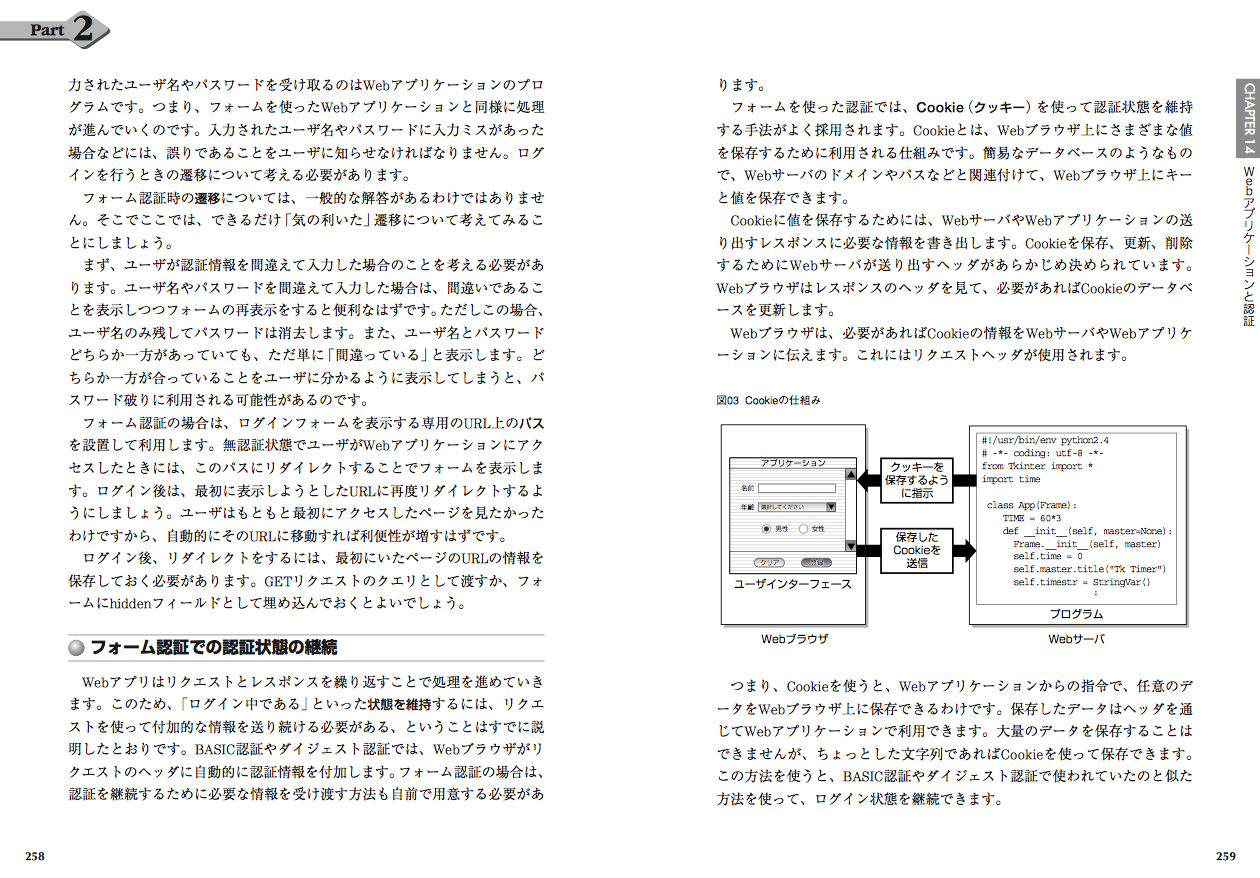 Part 2
力されたユーザ名やパスワードを受け取るのはWebアプリケーションのプロ
グラムです。つまり、フォームを使ったWebアプリケーションと同様に処理
が進んでいくのです。入力されたユーザ名やパスワードに入力ミスがあった
場合などには、誤りであることをユーザに知らせなければなりません。ログ
インを行うときの遷移について考える必要があります。
フォーム認証時の遷移については、一般的な解答があるわけではありませ
ん。そこでここでは、できるだけ「気の利いた」遷移について考えてみるこ
とにしましょう。
まず、ユーザが認証情報を間違えて入力した場合のことを考える必要があ
ります。ユーザ名やパスワードを間違えて入力した場合は、間違いであるこ
とを表示しつつフォームの再表示をすると便利なはずです。ただしこの場合、
ユーザ名のみ残してパスワードは消去します。また、ユーザ名とパスワード
どちらか一方があっていても、ただ単に「間違っている」と表示します。ど
ちらか一方が合っていることをユーザに分かるように表示してしまうと、パ
スワード破りに利用される可能性があるのです。
フォーム認証の場合は、ログインフォームを表示する専用のURL上のパス
を設置して利用します。無認証状態でユーザがWebアプリケーションにアク
セスしたときには、このパスにリダイレクトすることでフォームを表示しま
す。ログイン後は、最初に表示しようとしたURLに再度リダイレクトするよ
うにしましょう。ユーザはもともと最初にアクセスしたページを見たかった
わけですから、自動的にそのURLに移動すれば利便性が増すはずです。
ログイン後、リダイレクトをするには、最初にいたページのURLの情報を
保存しておく必要があります。GETリクエストのクエリとして渡すか、フォ
ームにhiddenフィールドとして埋め込んでおくとよいでしょう。
フォーム認証での認証状態の継続
Webアプリはリクエストとレスポンスを繰り返すことで処理を進めていき
ます。このため、「ログイン中である」といった状態を維持するには、リクエ
ストを使って付加的な情報を送り続ける必要がある、ということはすでに説
明したとおりです。BASIC認証やダイジェスト認証では、Webブラウザがリ
クエストのヘッダに自動的に認証情報を付加します。フォーム認証の場合は、
認証を継続するために必要な情報を受け渡す方法も自前で用意する必要があ
258
ります。
フォームを使った認証では、Cookie（クッキー）を使って認証状態を維持
する手法がよく採用されます。Cookieとは、Webブラウザ上にさまざまな値
を保存するために利用される仕組みです。簡易なデータベースのようなもの
で、Webサーバのドメインやパスなどと関連付けて、Webブラウザ上にキー
と値を保存できます。
Cookieに値を保存するためには、WebサーバやWebアプリケーションの送
り出すレスポンスに必要な情報を書き出します。Cookieを保存、更新、削除
するためにWebサーバが送り出すヘッダがあらかじめ決められています。
Webブラウザはレスポンスのヘッダを見て、必要があればCookieのデータベ
ースを更新します。
Webブラウザは、必要があればCookieの情報をWebサーバやWebアプリケ
ーションに伝えます。これにはリクエストヘッダが使用されます。
図03 Cookieの仕組み
アプリケーション
名前
年齢 選択してください
男性 女性
クリア 登録
ユーザインターフェース
Webブラウザ
クッキーを
保存するよう
に指示
保存した
Cookieを
送信
#!/usr/bin/env python2.4
# -*- coding: utf-8 -*-
from Tkinter import *
import time
class App(Frame):
TIME = 60*3
def __init__(self, master=None):
Frame.__init__(self, master)
self.time = 0
self.master.title("Tk Timer")
self.timestr = StringVar()
:
プログラム
Webサーバ
つまり、Cookieを使うと、Webアプリケーションからの指令で、任意のデ
ータをWebブラウザ上に保存できるわけです。保存したデータはヘッダを通
じてWebアプリケーションで利用できます。大量のデータを保存することは
できませんが、ちょっとした文字列であればCookieを使って保存できます。
この方法を使うと、BASIC認証やダイジェスト認証で使われていたのと似た
方法を使って、ログイン状態を継続できます。
CHAPTER 14
Webアプリケーションと認証
259